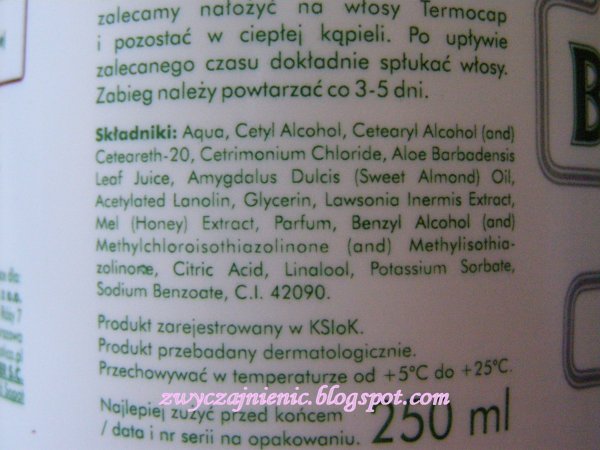 zalecamy nałożyć na włosy Termocap
i pozostać w ciepłej kąpieli. Po upływie
zalecanego czasu dokładnie spłukać włosy.
Zabieg należy powtarzać co 3-5 dni.
Składniki: Aqua, Cetyl Alcohol, Cetearyl Alcohol (and)
Ceteareth-20, Cetrimonium Chloride, Aloe Barbadensis
Leaf Juice, Amygdalus Dulcis (Sweet Almond) Oil,
Acetylated Lanolin, Glycerin, Lawsonia Inermis Extract,
Mel (Honey) Extract, Parfum, Benzyl Alcohol (and)
Methylchloroisothiazolinone (and) Methylisothia-
zolinone, Citric Acid, Linalool, Potassium Sorbate,
Sodium Benzoate, C.I. 42090.
Produkt zarejestrowany w KSIoK.
Produkt przebadany dermatologicznie.
Przechowywać w temperaturze od +5°C do +25°C.
zwyczajnienic.blogspot.com
Najlepiej zużyć przed końcem
/ data i nr serii na opakowaniu.
250 ml
B